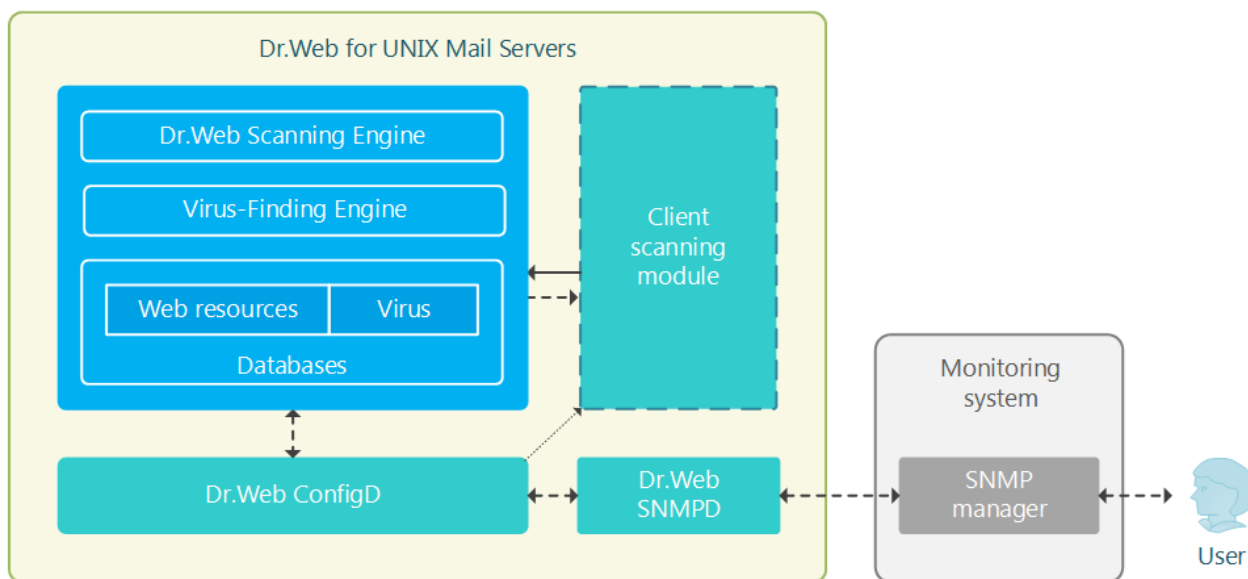 Dr.Web for UNIX Mail Servers
Dr.Web Scanning Engine
Virus-Finding Engine
Web resources
Virus
Databases
Client
scanning
module
Dr.Web ConfigD
Dr.Web
SNMPD
Monitoring
system
SNMP
manager
User